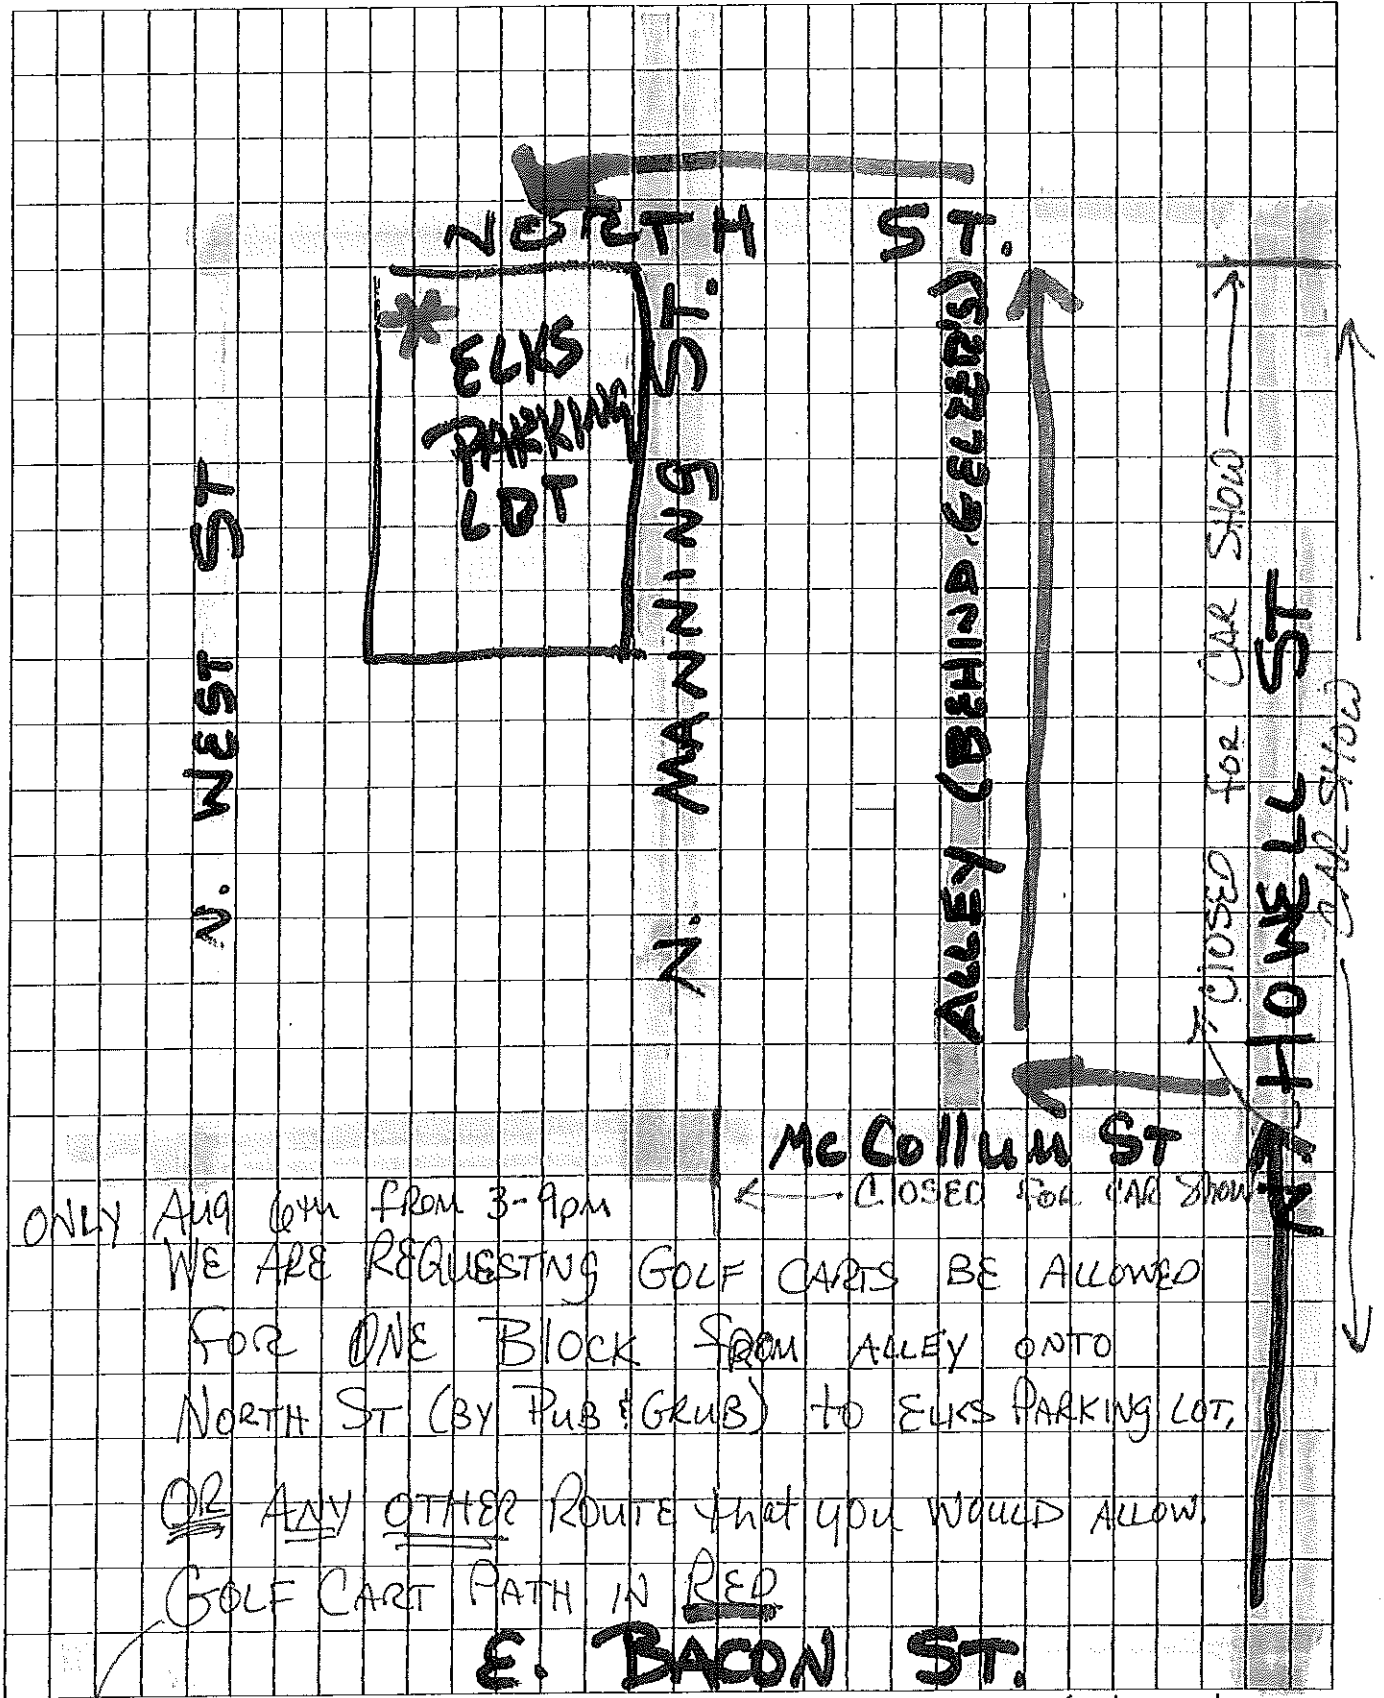 NORTH ST.
*
ELKS
PARKING
LOT
N. WEST ST
N. MANNING ST.
ALLEY (BEHIND GELZER'S)
CLOSED FOR CAR SHOW
N. HOWELL ST
CAR SHOW
McCollum ST
CLOSED FOR CAR SHOW
ONLY Aug 6th FROM 3-9pm
WE ARE REQUESTING GOLF CARTS BE ALLOWED
FOR ONE BLOCK FROM ALLEY ONTO
NORTH ST (BY PUB & GRUB) to ELKS PARKING LOT,
OR ANY OTHER ROUTE that you WOULD ALLOW.
GOLF CART PATH IN RED
E. BACON ST.